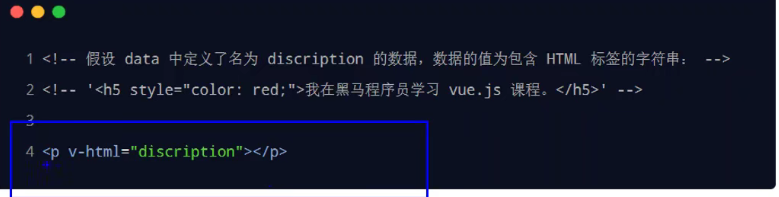 1 <!-- 假设 data 中定义了名为 discription 的数据，数据的值为包含 HTML 标签的字符串： -->
2 <!-- '<h5 style="color: red;">我在黑马程序员学习 vue.js 课程。</h5>' -->
3
4 <p v-html="discription"></p>